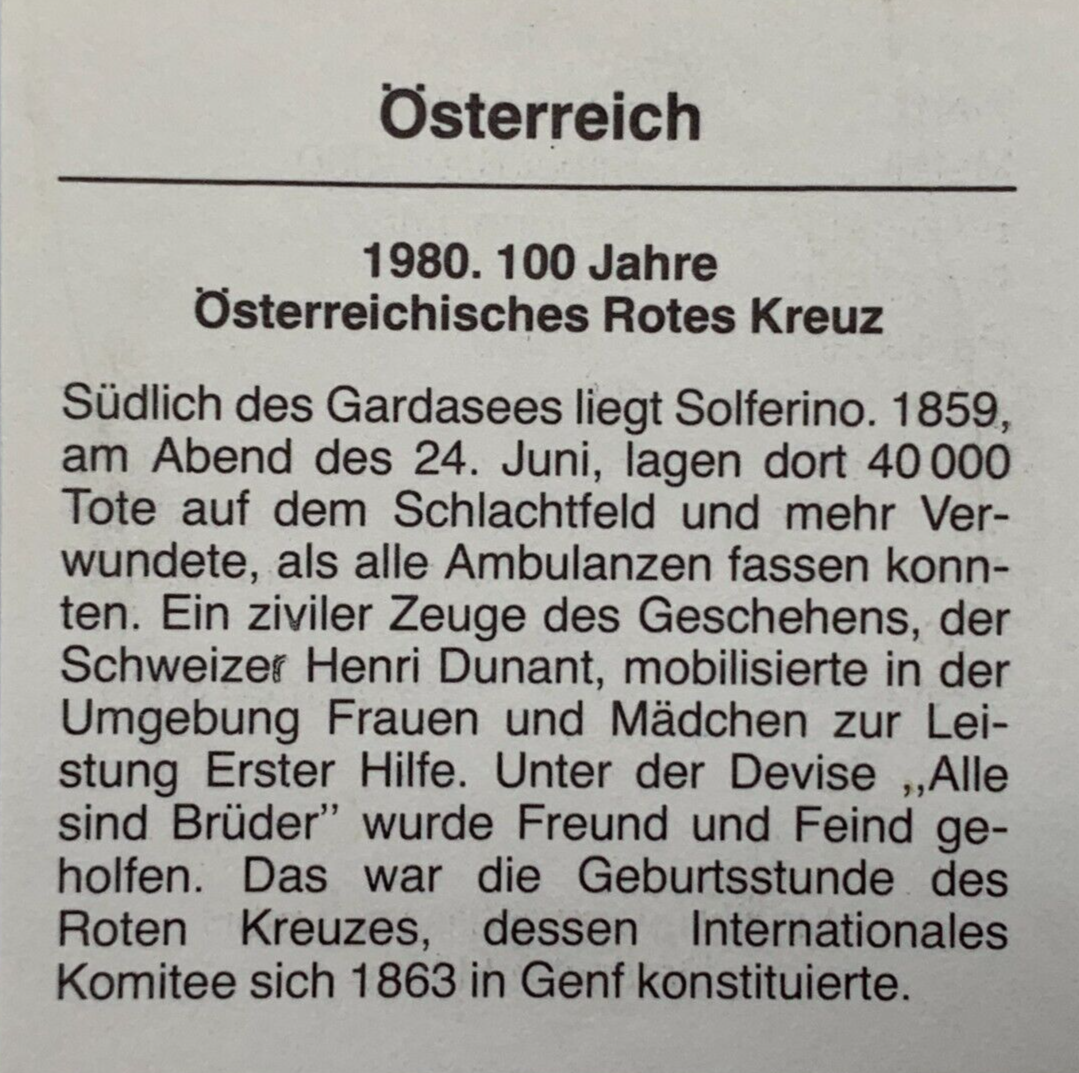 Österreich
1980. 100 Jahre
Österreichisches Rotes Kreuz
Südlich des Gardasees liegt Solferino. 1859,
am Abend des 24. Juni, lagen dort 40 000
Tote auf dem Schlachtfeld und mehr Ver-
wundete, als alle Ambulanzen fassen konn-
ten. Ein ziviler Zeuge des Geschehens, der
Schweizer Henri Dunant, mobilisierte in der
Umgebung Frauen und Mädchen zur Lei-
stung Erster Hilfe. Unter der Devise ,,Alle
sind Brüder” wurde Freund und Feind ge-
holfen. Das war die Geburtsstunde des
Roten Kreuzes, dessen Internationales
Komitee sich 1863 in Genf konstituierte.